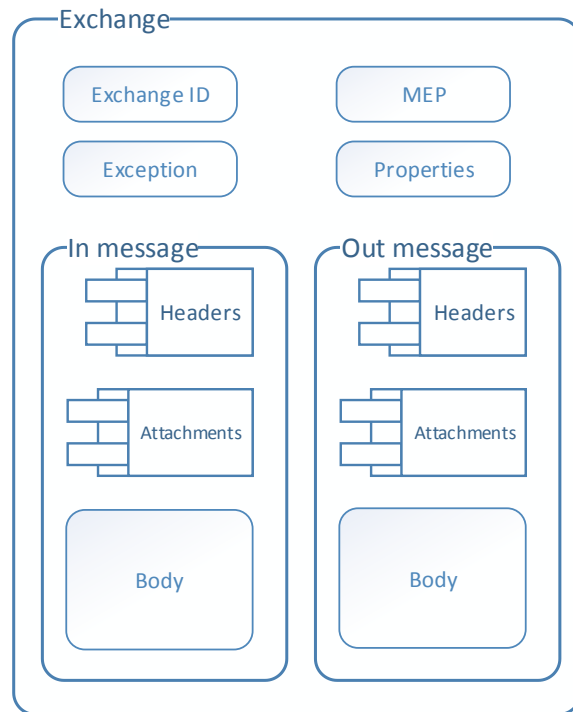 Exchange
Exchange ID
MEP
Exception
Properties
In message
Out message
Headers
Headers
Attachments
Attachments
Body
Body